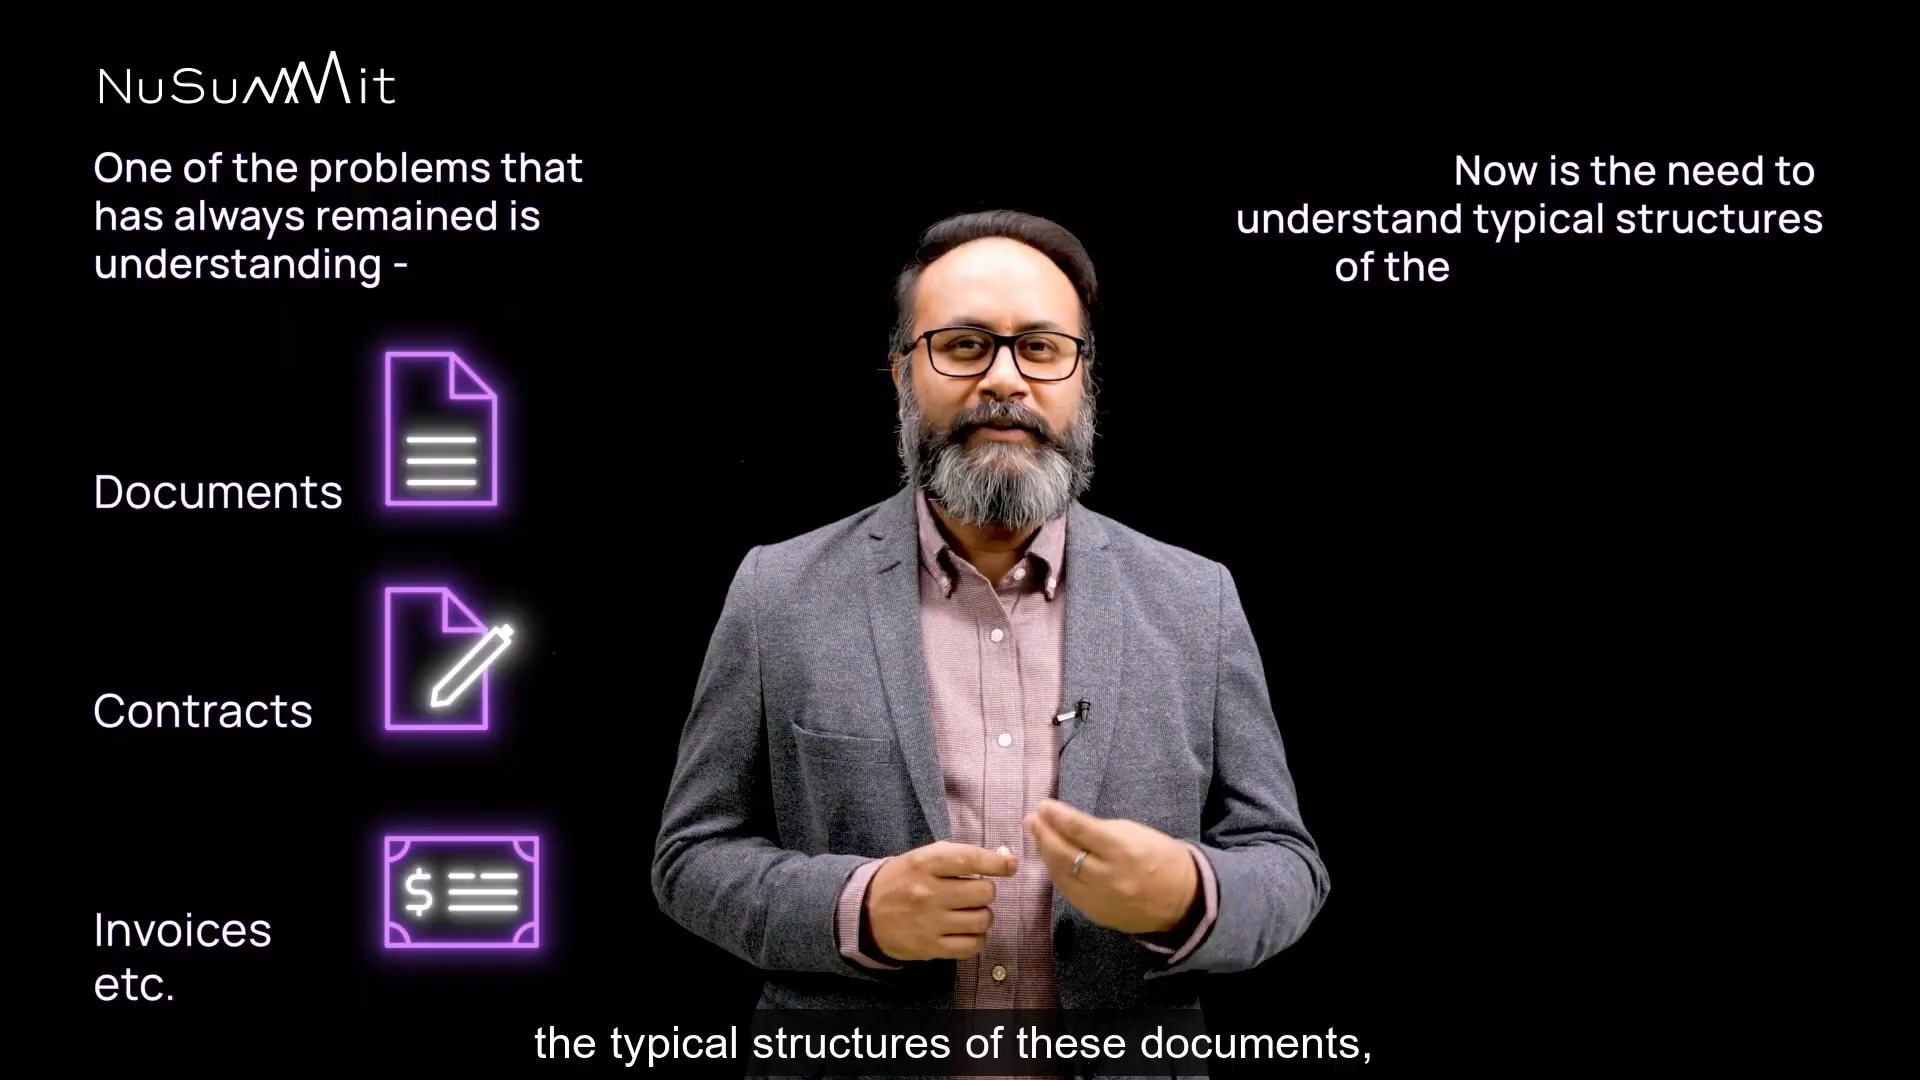 NuSummit
One of the problems that
has always remained is
understanding -
Documents
Contracts
Invoices
etc.
Now is the need to
understand typical structures
of the
$
the typical structures of these documents,